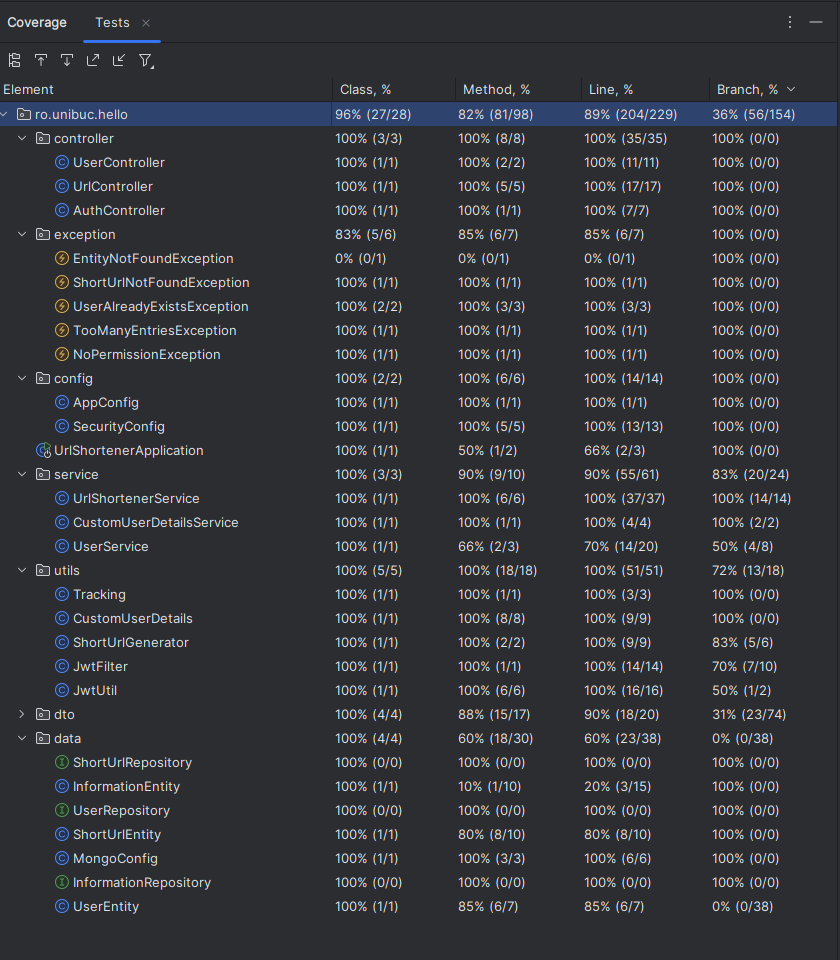 Coverage Tests
Element Class, % Method, % Line, % Branch, %
ro.unibuc.hello 96% (27/28) 82% (81/98) 89% (204/229) 36% (56/154)
controller 100% (3/3) 100% (8/8) 100% (35/35) 100% (0/0)
UserController 100% (1/1) 100% (2/2) 100% (11/11) 100% (0/0)
UrlController 100% (1/1) 100% (5/5) 100% (17/17) 100% (0/0)
AuthController 100% (1/1) 100% (1/1) 100% (7/7) 100% (0/0)
exception 83% (5/6) 85% (6/7) 85% (6/7) 100% (0/0)
EntityNotFoundException 0% (0/1) 0% (0/1) 0% (0/1) 100% (0/0)
ShortUrlNotFoundException 100% (1/1) 100% (1/1) 100% (1/1) 100% (0/0)
UserAlreadyExistsException 100% (2/2) 100% (3/3) 100% (3/3) 100% (0/0)
TooManyEntriesException 100% (1/1) 100% (1/1) 100% (1/1) 100% (0/0)
NoPermissionException 100% (1/1) 100% (1/1) 100% (1/1) 100% (0/0)
config 100% (2/2) 100% (6/6) 100% (14/14) 100% (0/0)
AppConfig 100% (1/1) 100% (1/1) 100% (1/1) 100% (0/0)
SecurityConfig 100% (1/1) 100% (5/5) 100% (13/13) 100% (0/0)
UrlShortenerApplication 100% (1/1) 50% (1/2) 66% (2/3) 100% (0/0)
service 100% (3/3) 90% (9/10) 90% (55/61) 83% (20/24)
UrlShortenerService 100% (1/1) 100% (6/6) 100% (37/37) 100% (14/14)
CustomUserDetailsService 100% (1/1) 100% (1/1) 100% (4/4) 100% (2/2)
UserService 100% (1/1) 66% (2/3) 70% (14/20) 50% (4/8)
utils 100% (5/5) 100% (18/18) 100% (51/51) 72% (13/18)
Tracking 100% (1/1) 100% (1/1) 100% (3/3) 100% (0/0)
CustomUserDetails 100% (1/1) 100% (8/8) 100% (9/9) 100% (0/0)
ShortUrlGenerator 100% (1/1) 100% (2/2) 100% (9/9) 83% (5/6)
JwtFilter 100% (1/1) 100% (1/1) 100% (14/14) 70% (7/10)
JwtUtil 100% (1/1) 100% (6/6) 100% (16/16) 50% (1/2)
dto 100% (4/4) 88% (15/17) 90% (18/20) 31% (23/74)
data 100% (4/4) 60% (18/30) 60% (23/38) 0% (0/38)
ShortUrlRepository 100% (0/0) 100% (0/0) 100% (0/0) 100% (0/0)
InformationEntity 100% (1/1) 10% (1/10) 20% (3/15) 100% (0/0)
UserRepository 100% (0/0) 100% (0/0) 100% (0/0) 100% (0/0)
ShortUrlEntity 100% (1/1) 80% (8/10) 80% (8/10) 100% (0/0)
MongoConfig 100% (1/1) 100% (3/3) 100% (6/6) 100% (0/0)
InformationRepository 100% (0/0) 100% (0/0) 100% (0/0) 100% (0/0)
UserEntity 100% (1/1) 85% (6/7) 85% (6/7) 0% (0/38)